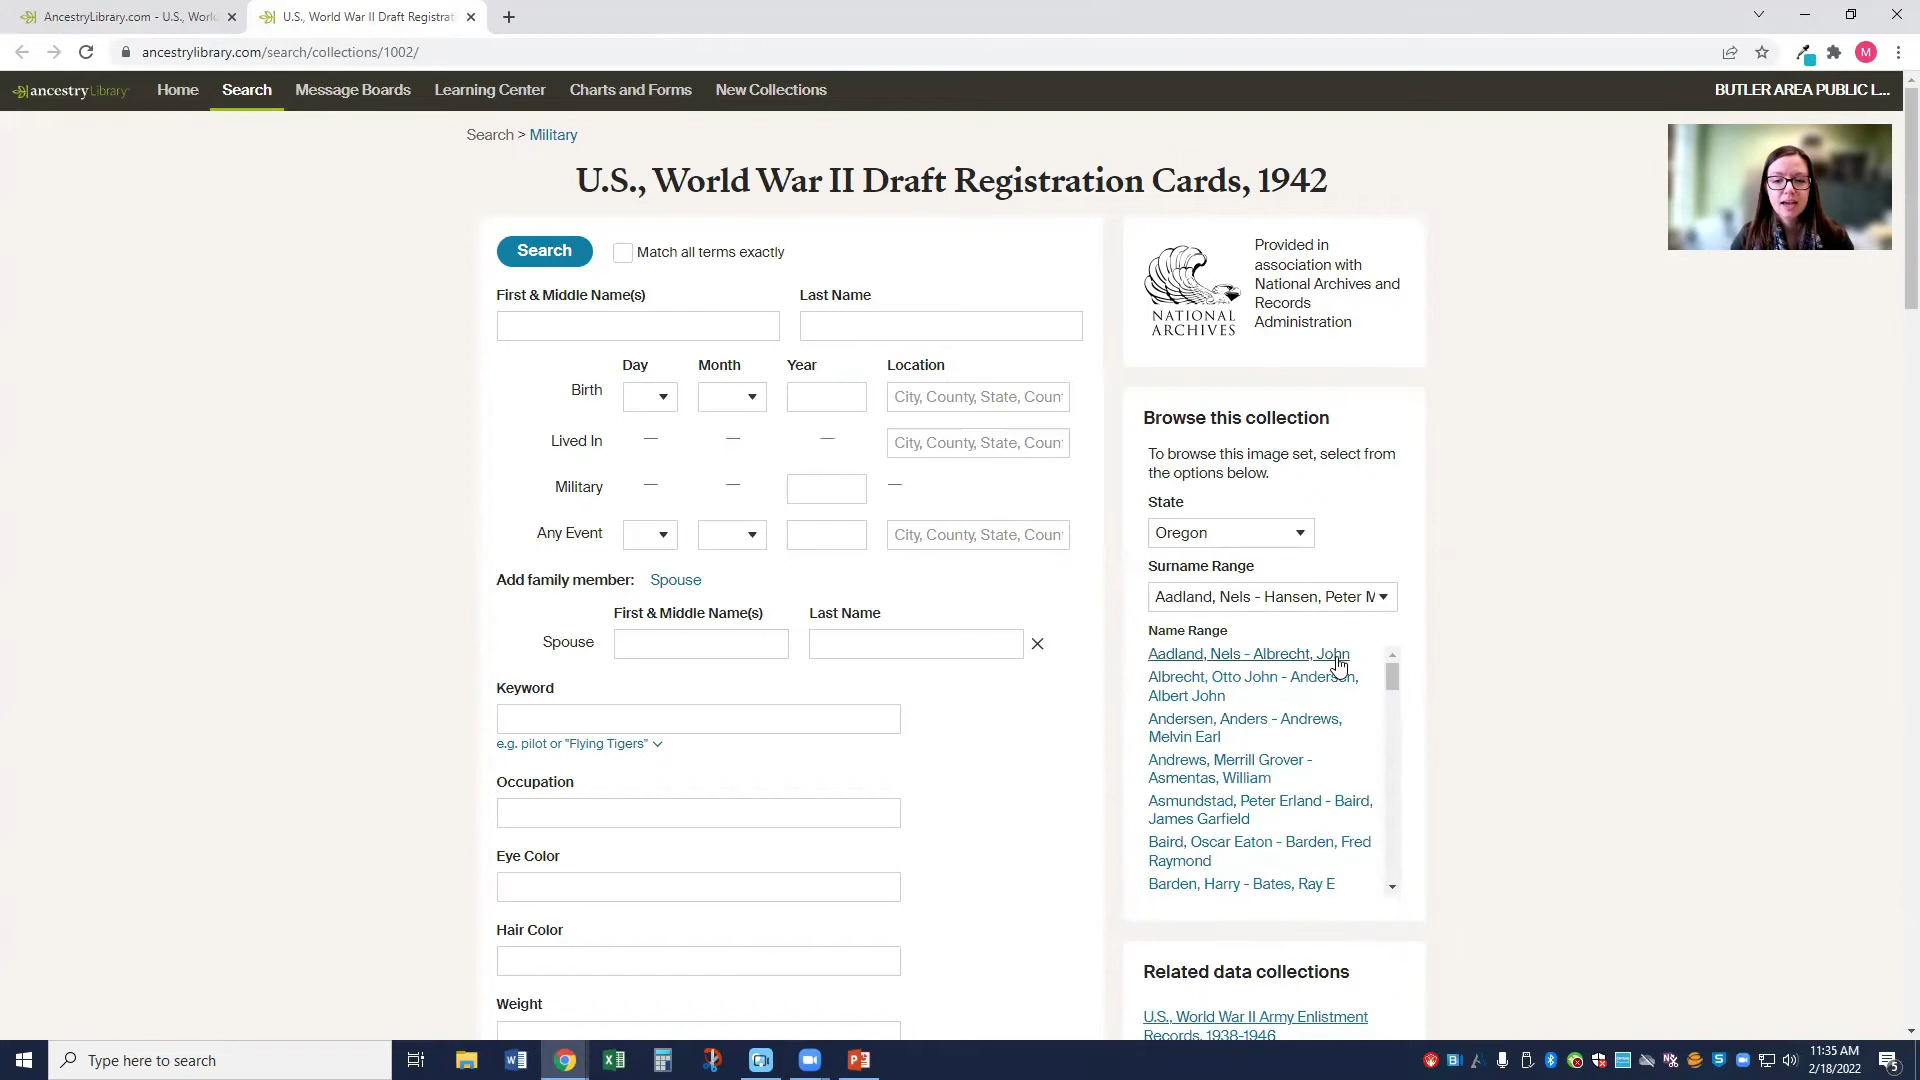 AncestryLibrary.com - U.S., World
U.S., World War II Draft Registrat
ancestrylibrary.com/search/collections/1002/
M
ancestryLibrary
Home
Search
Message Boards
Learning Center
Charts and Forms
New Collections
BUTLER AREA PUBLIC L...
Search > Military
U.S., World War II Draft Registration Cards, 1942
Search
Match all terms exactly
First & Middle Name(s)
Last Name
Day
Month
Year
Location
Birth
City, County, State, Coun
Lived In
— — —
City, County, State, Coun
Military
— — —
Any Event
City, County, State, Coun
Add family member: Spouse
First & Middle Name(s)
Last Name
Spouse
Keyword
e.g. pilot or "Flying Tigers"
Occupation
Eye Color
Hair Color
Weight
NATIONAL
ARCHIVES
Provided in
association with
National Archives and
Records
Administration
Browse this collection
To browse this image set, select from
the options below.
State
Oregon
Surname Range
Aadland, Nels - Hansen, Peter M
Name Range
Aadland, Nels - Albrecht, John
Albrecht, Otto John - Andersen,
Albert John
Andersen, Anders - Andrews,
Melvin Earl
Andrews, Merrill Grover -
Asmentas, William
Asmundstad, Peter Erland - Baird,
James Garfield
Baird, Oscar Eaton - Barden, Fred
Raymond
Barden, Harry - Bates, Ray E
Related data collections
U.S., World War II Army Enlistment
Records, 1938-1946
Type here to search
11:35 AM
2/18/2022
5